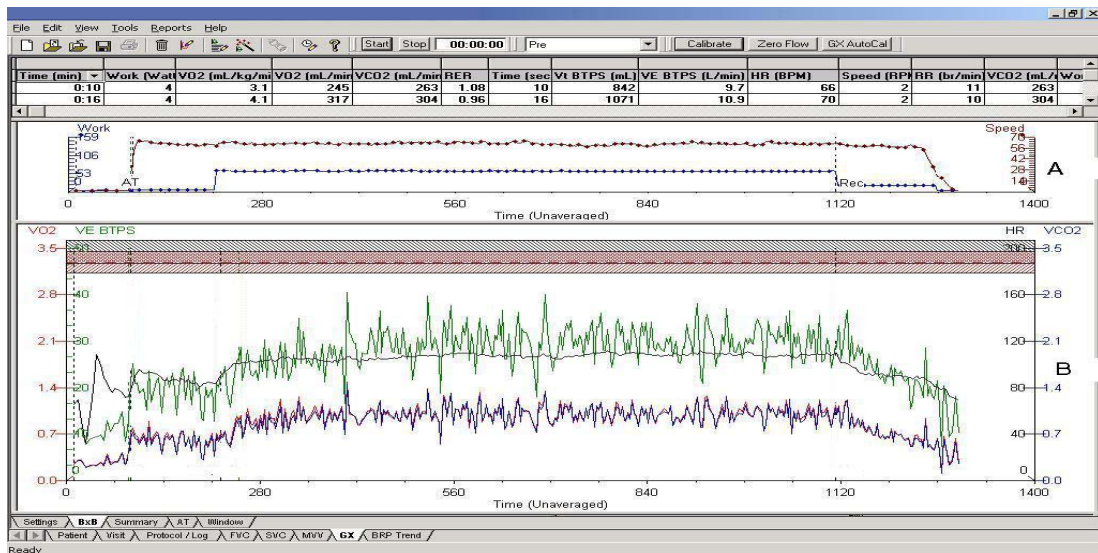 File Edit View Tools Reports Help
Start Stop 00:00:00 Pre Calibrate Zero Flow GX AutoCal
Time (min) Work (Wat VO2 (mL/kg/mi VO2 (mL/min VCO2 (mL/min RER Time (sec Vt BTPS (mL) VE BTPS (L/min) HR (BPM) Speed (RPM RR (br/min) VCO2 (mL/ Wo
0:10 4 3.1 245 263 1.08 10 842 9.7 66 2 11 263
0:16 4 4.1 317 304 0.96 16 1071 10.9 70 2 10 304
Work Speed
159 70
106 56
42
53 28
14
0 0
AT Rec
A
0 280 560 840 1120 1400
Time (Unaveraged)
VO2 VE BTPS HR VCO2
3.5 50 200 3.5
2.8 40 160 2.8
2.1 30 120 2.1
1.4 20 80 1.4
B
0.7 10 40 0.7
0 0
0.0 0.0
0 280 560 840 1120 1400
Time (Unaveraged)
Settings BxB Summary AT Window
Patient Visit Protocol / Log FVC SVC MVV GX BRP Trend
Ready